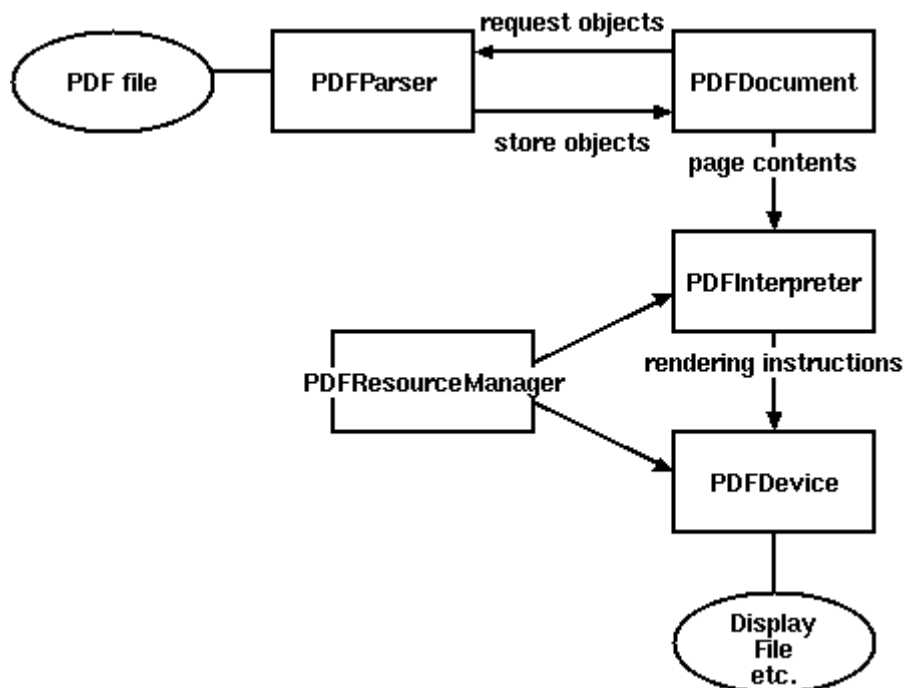 request objects
PDF file
PDFParser
PDFDocument
store objects
page contents
PDFInterpreter
rendering instructions
PDFResourceManager
PDFDevice
Display
File
etc.